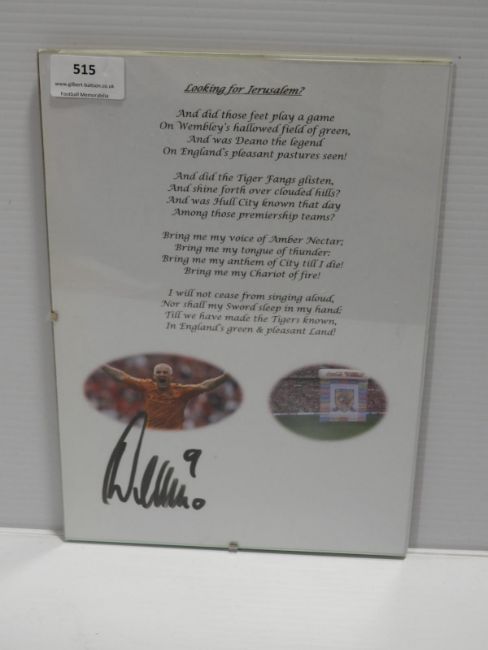 515
www.gilbert-baitson.co.uk
Football Memorabilia
Looking for Jerusalem?
And did those feet play a game
On Wembley's hallowed field of green,
And was Deano the legend
On England's pleasant pastures seen!
And did the Tiger Fangs glisten,
And shine forth over clouded hills?
And was Hull City known that day
Among those premiership teams?
Bring me my voice of Amber Nectar;
Bring me my tongue of thunder:
Bring me my anthem of City till I die!
Bring me my Chariot of fire!
I will not cease from singing aloud,
Nor shall my Sword sleep in my hand;
Till we have made the Tigers known,
In England's green & pleasant Land!
9
Deano